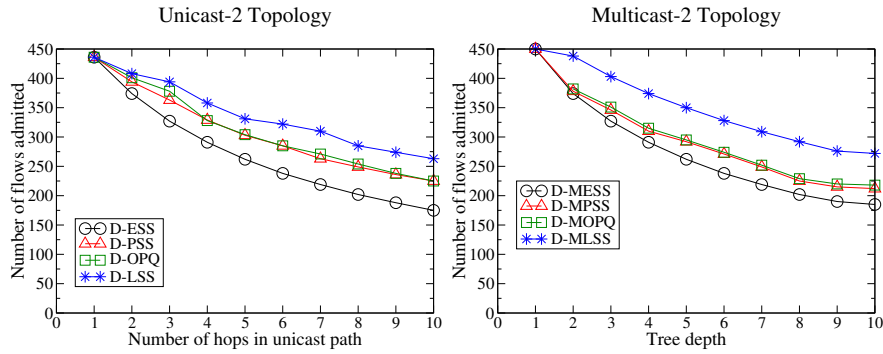 Unicast-2 Topology
Number of flows admitted
450
400
350
300
250
200
150
100
50
0
D-ESS
D-PSS
D-OPQ
D-LSS
0 1 2 3 4 5 6 7 8 9 10
Number of hops in unicast path
Multicast-2 Topology
Number of flows admitted
450
400
350
300
250
200
150
100
50
0
D-MESS
D-MPSS
D-MOPQ
D-MLSS
0 1 2 3 4 5 6 7 8 9 10
Tree depth